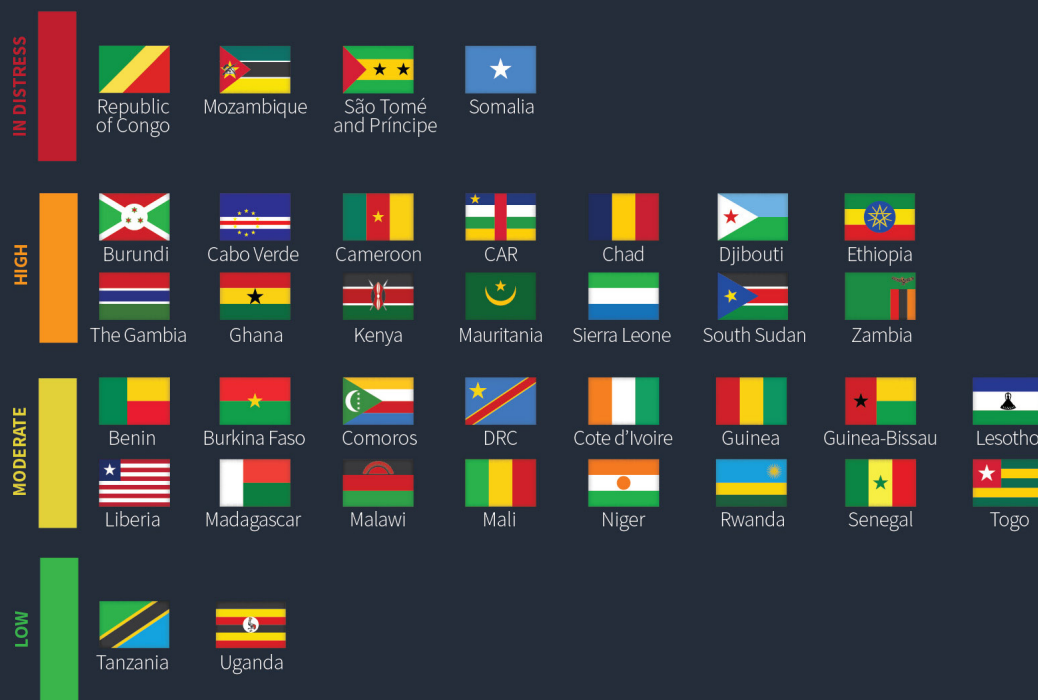 IN DISTRESS
Republic
of Congo
Mozambique
São Tomé
and Príncipe
Somalia
HIGH
Burundi
Cabo Verde
Cameroon
CAR
Chad
Djibouti
Ethiopia
The Gambia
Ghana
Kenya
Mauritania
Sierra Leone
South Sudan
Zambia
MODERATE
Benin
Burkina Faso
Comoros
DRC
Cote d'Ivoire
Guinea
Guinea-Bissau
Lesotho
Liberia
Madagascar
Malawi
Mali
Niger
Rwanda
Senegal
Togo
LOW
Tanzania
Uganda